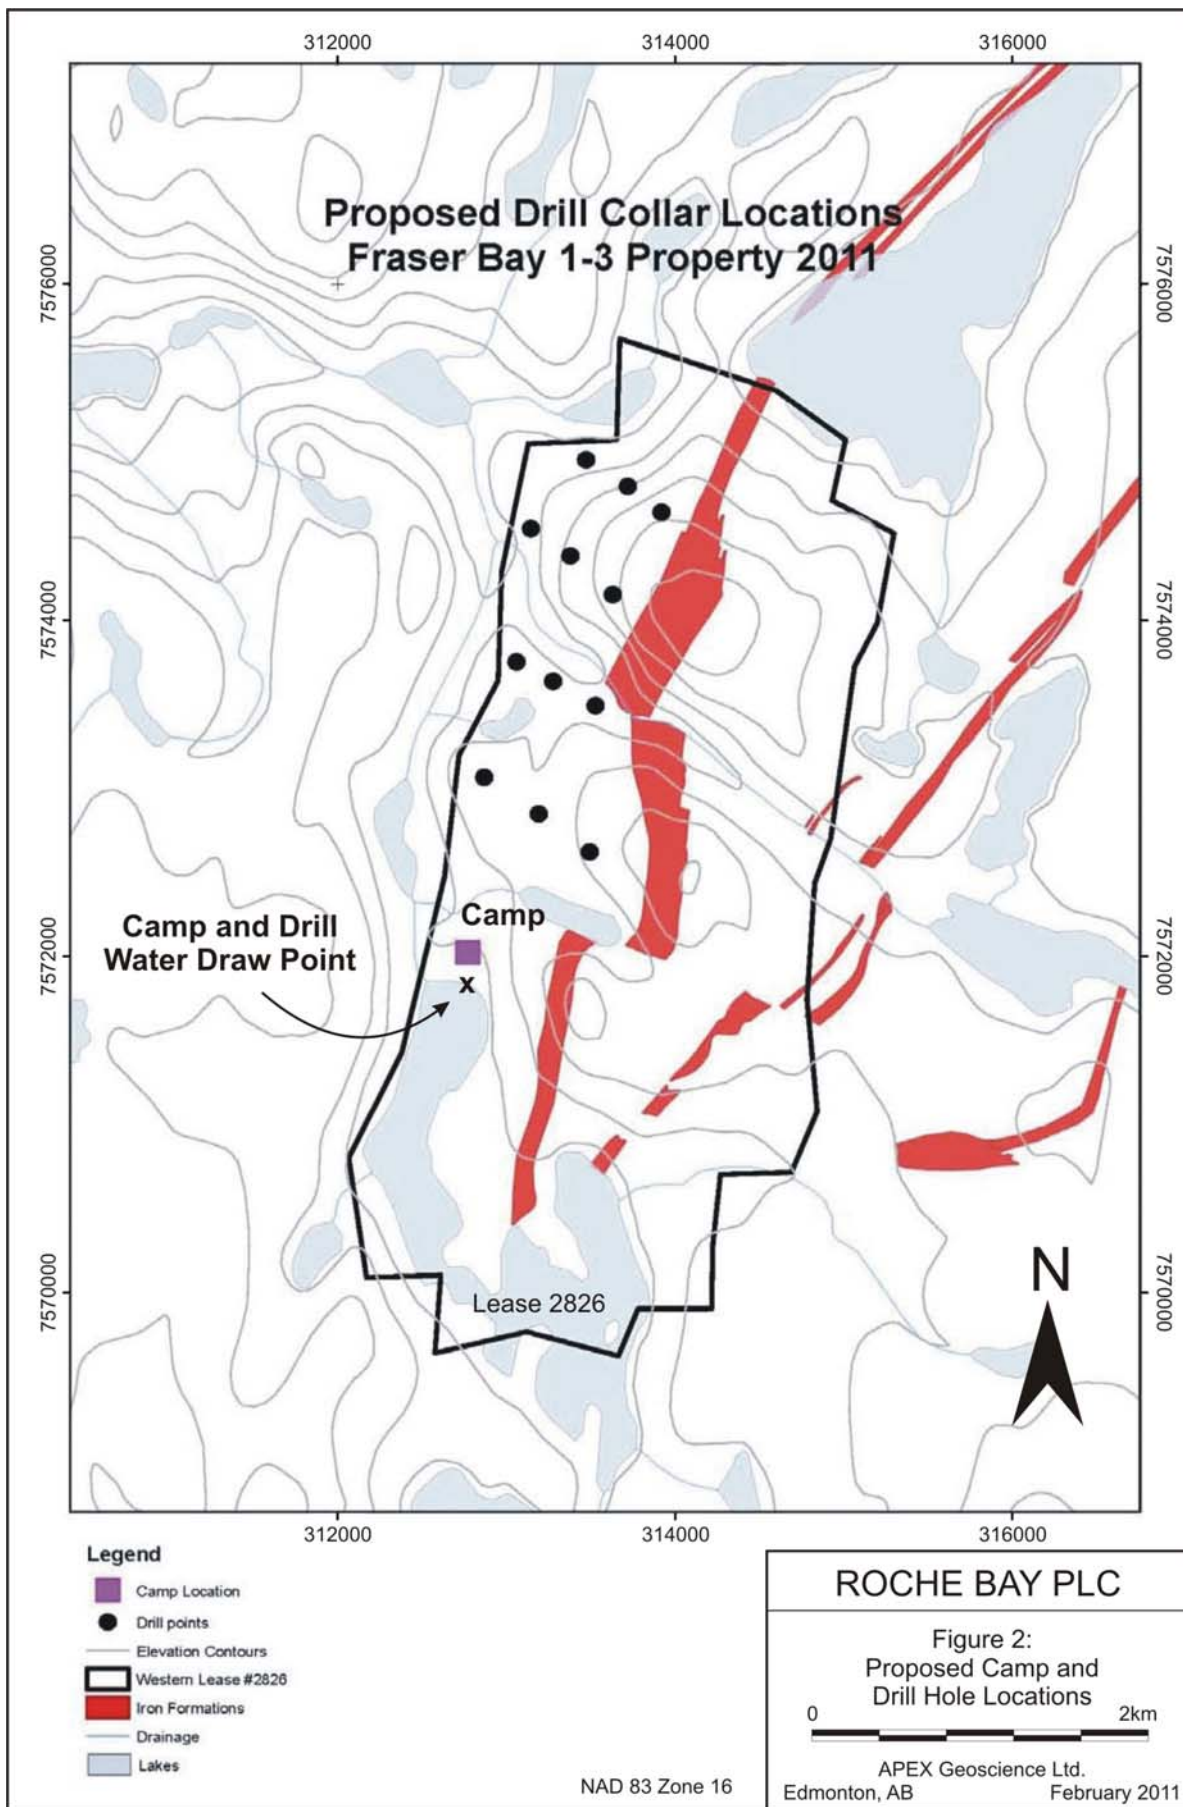 312000
314000
316000
Proposed Drill Collar Locations
Fraser Bay 1-3 Property 2011
7576000
7576000
7574000
7574000
Camp
Camp and Drill
Water Draw Point
x
7572000
7572000
7570000
7570000
Lease 2826
N
312000
314000
316000
Legend
Camp Location
Drill points
Elevation Contours
Western Lease #2826
Iron Formations
Drainage
Lakes
NAD 83 Zone 16
ROCHE BAY PLC
Figure 2:
Proposed Camp and
Drill Hole Locations
0 2km
APEX Geoscience Ltd.
Edmonton, AB February 2011